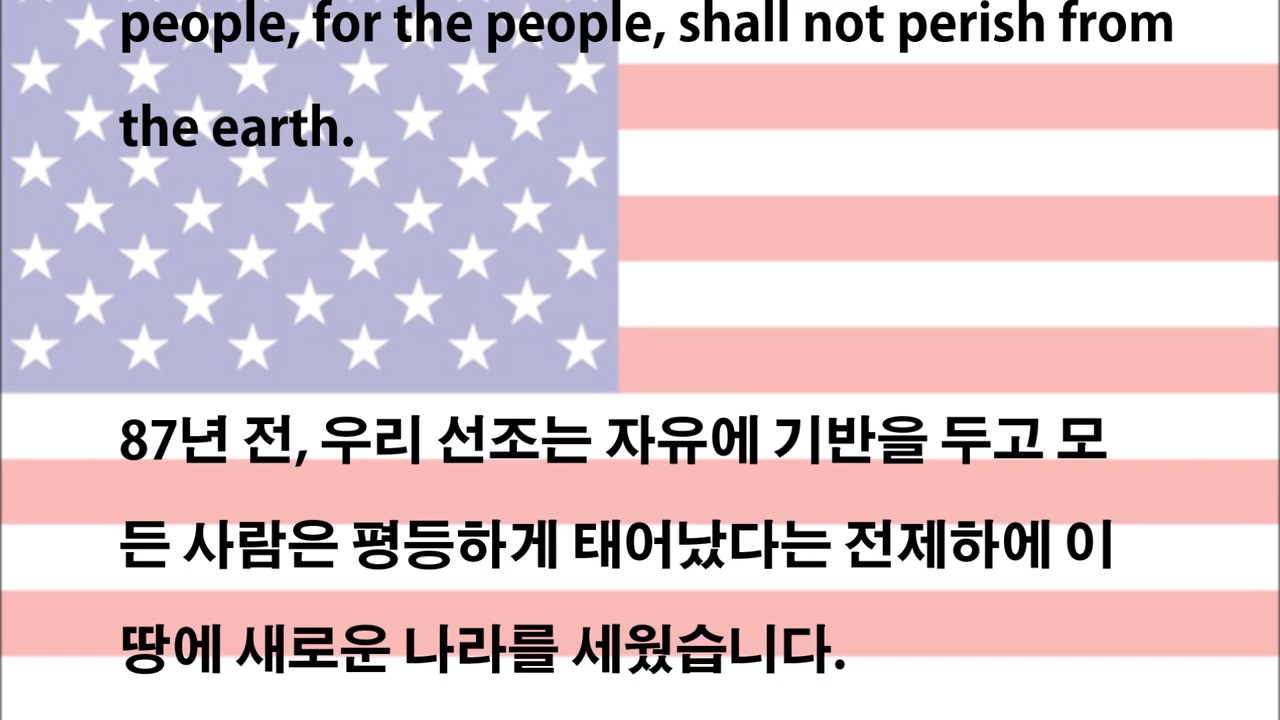 people, for the people, shall not perish from
the earth.
87년 전, 우리 선조는 자유에 기반을 두고 모
든 사람은 평등하게 태어났다는 전제하에 이
땅에 새로운 나라를 세웠습니다.